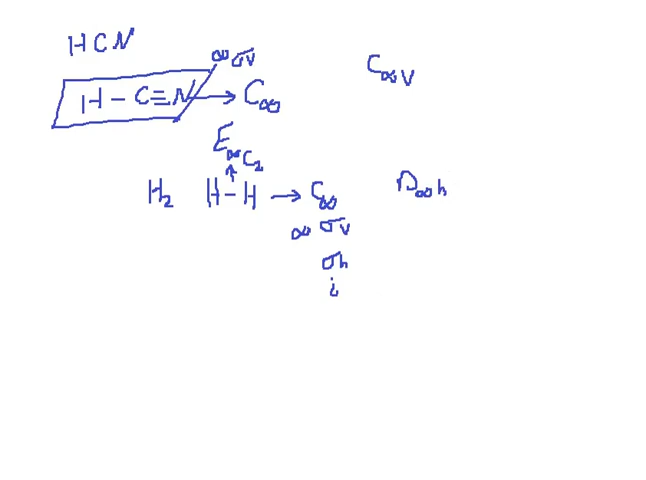 HCN
∞ σv
H – C ≡ N → C∞
C∞v
E
∞ C2
H2 H – H → C∞
D∞h
∞ σv
σh
i